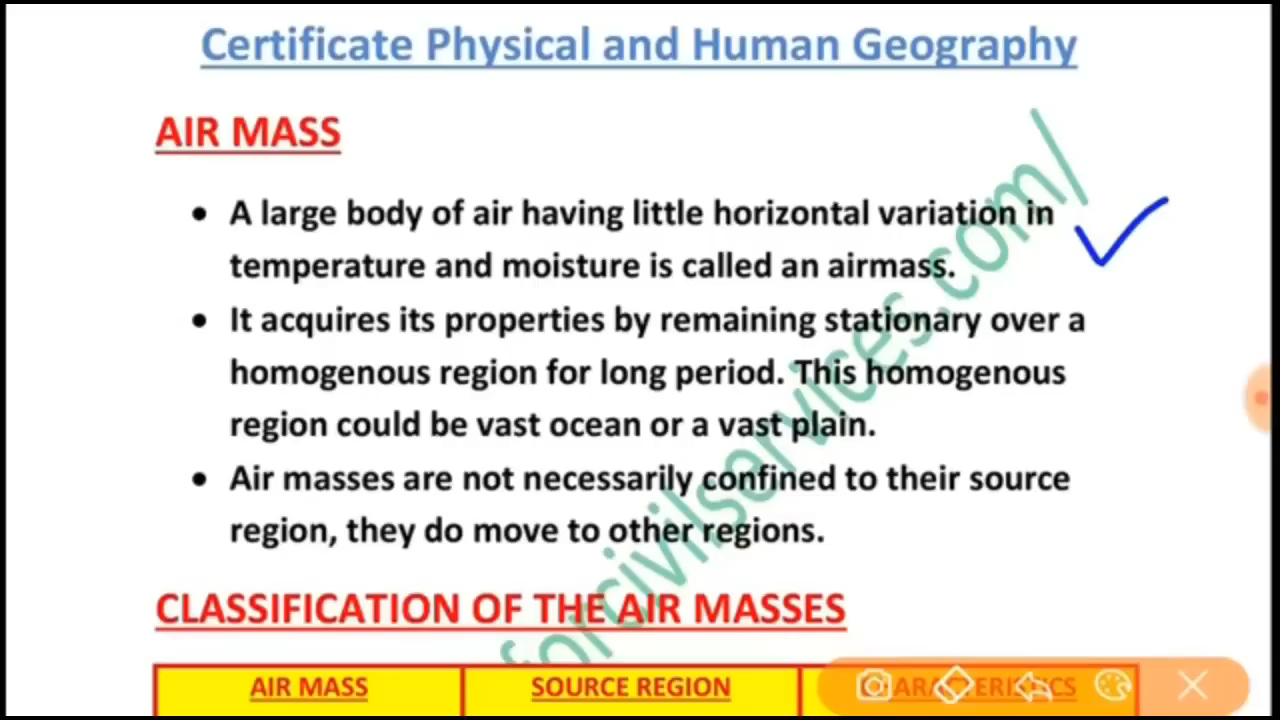 Certificate Physical and Human Geography
AIR MASS
• A large body of air having little horizontal variation in
temperature and moisture is called an airmass.
• It acquires its properties by remaining stationary over a
homogenous region for long period. This homogenous
region could be vast ocean or a vast plain.
• Air masses are not necessarily confined to their source
region, they do move to other regions.
CLASSIFICATION OF THE AIR MASSES
AIR MASS
SOURCE REGION
CHARACTERISTICS
forcivilservices.com/